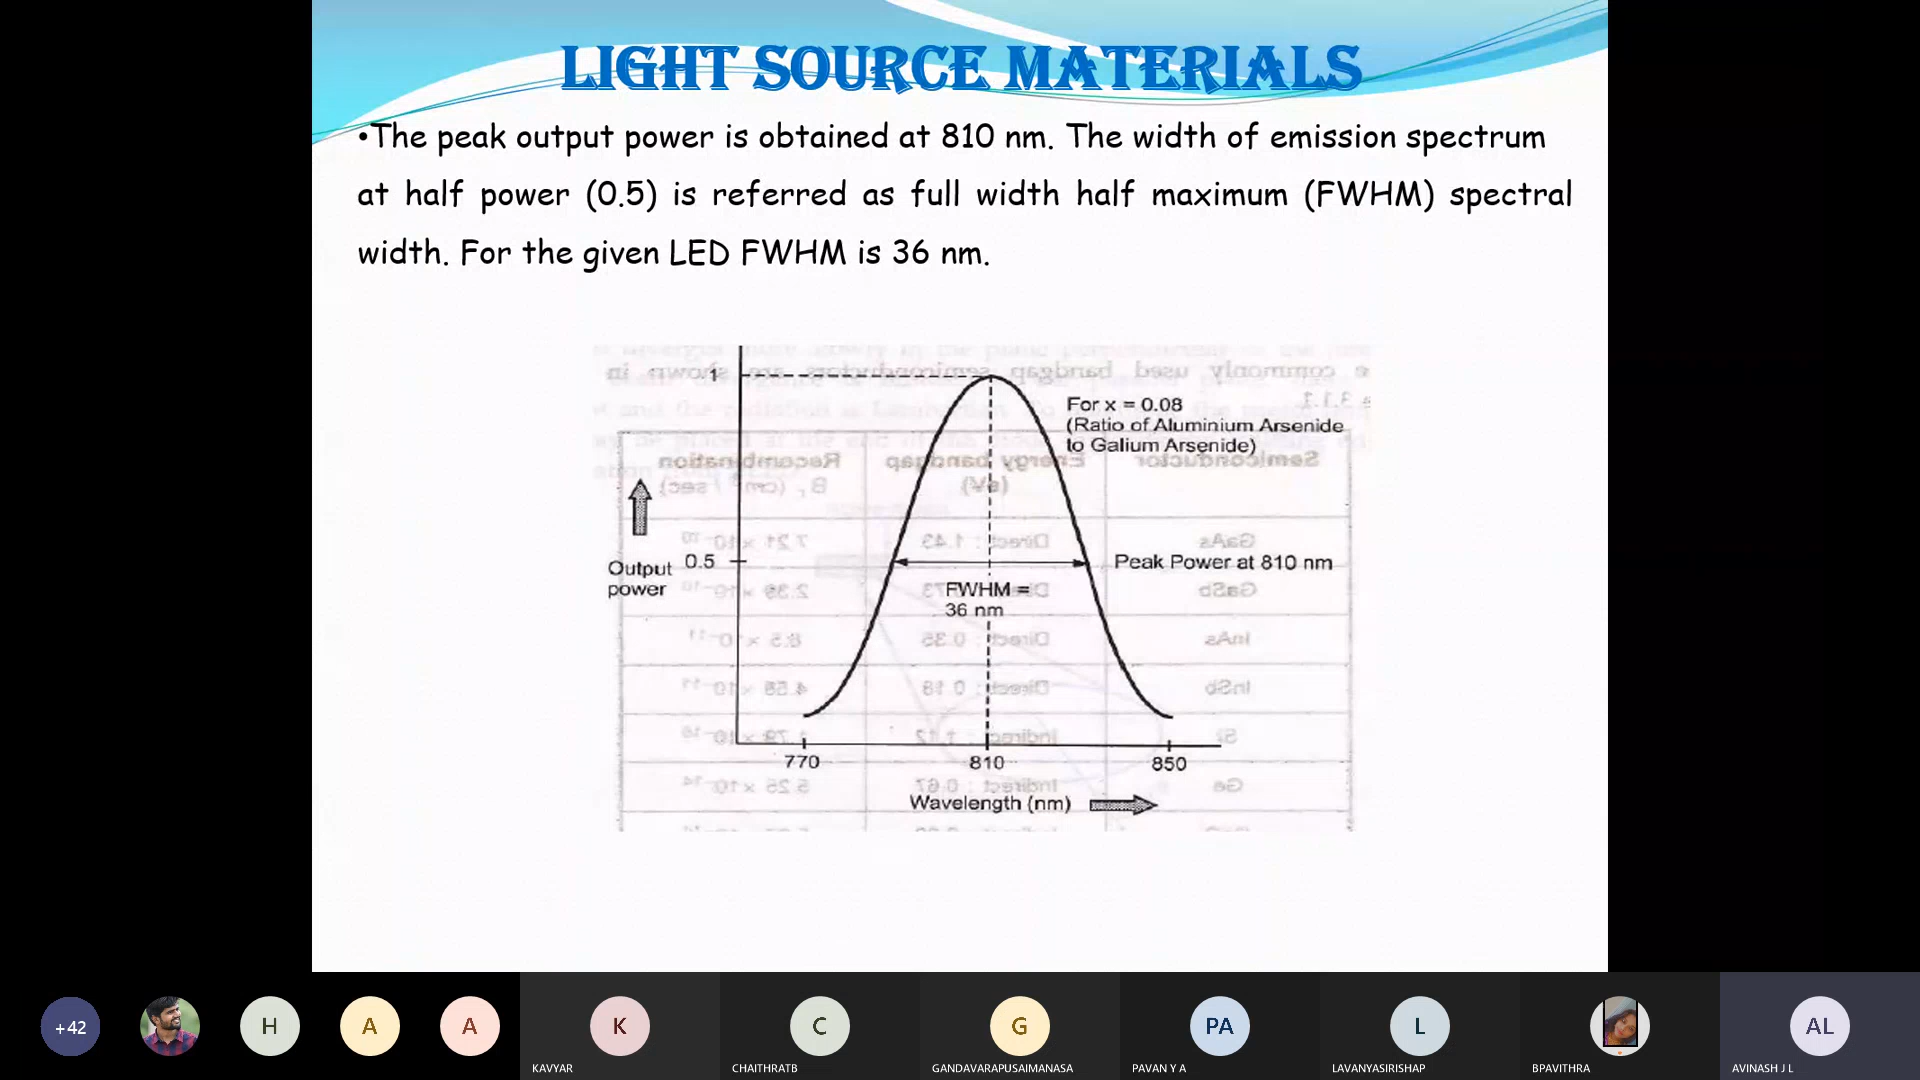 LIGHT SOURCE MATERIALS
•The peak output power is obtained at 810 nm. The width of emission spectrum
at half power (0.5) is referred as full width half maximum (FWHM) spectral
width. For the given LED FWHM is 36 nm.
1
For x = 0.08
(Ratio of Aluminium Arsenide
to Galium Arsenide)
Output
power
0.5
Peak Power at 810 nm
FWHM =
36 nm
770
810
850
Wavelength (nm)
+42
H
A
A
K
C
G
PA
L
AL
KAVYAR
CHAITHRATB
GANDAVARAPUSAIMANASA
PAVAN Y A
LAVANYASIRISHAP
BPAVITHRA
AVINASH J L